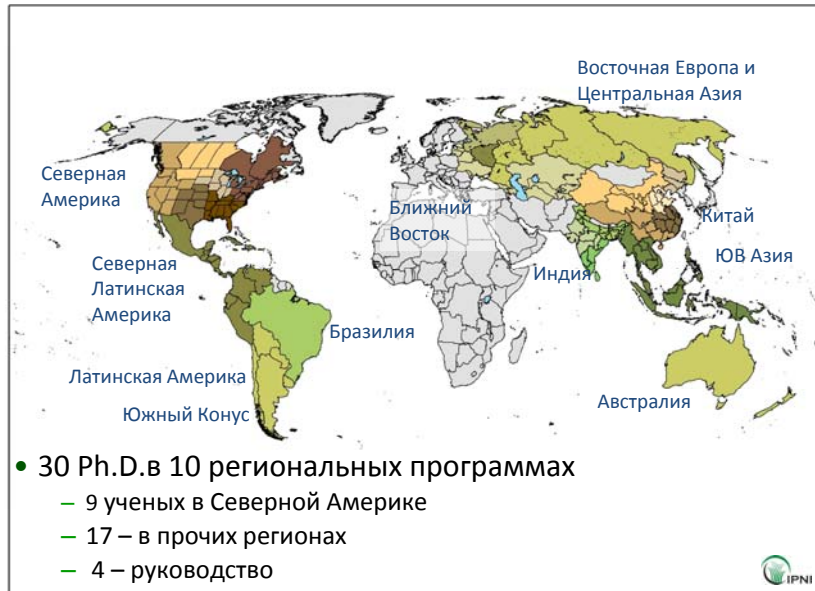 Восточная Европа и
Центральная Азия
Северная
Америка
Ближний
Восток
Китай
ЮВ Азия
Северная
Латинская
Америка
Индия
Бразилия
Латинская Америка
Южный Конус
Австралия
• 30 Ph.D.в 10 региональных программах
– 9 ученых в Северной Америке
– 17 – в прочих регионах
– 4 – руководство
IPNI